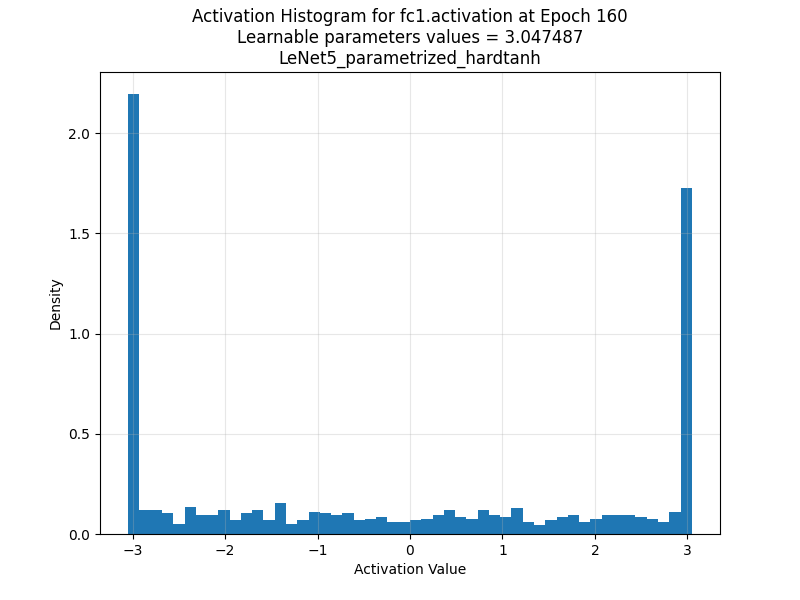 Activation Histogram for fc1.activation at Epoch 160
Learnable parameters values = 3.047487
LeNet5_parametrized_hardtanh
2.0
1.5
Density
1.0
0.5
0.0
−3 −2 −1 0 1 2 3
Activation Value